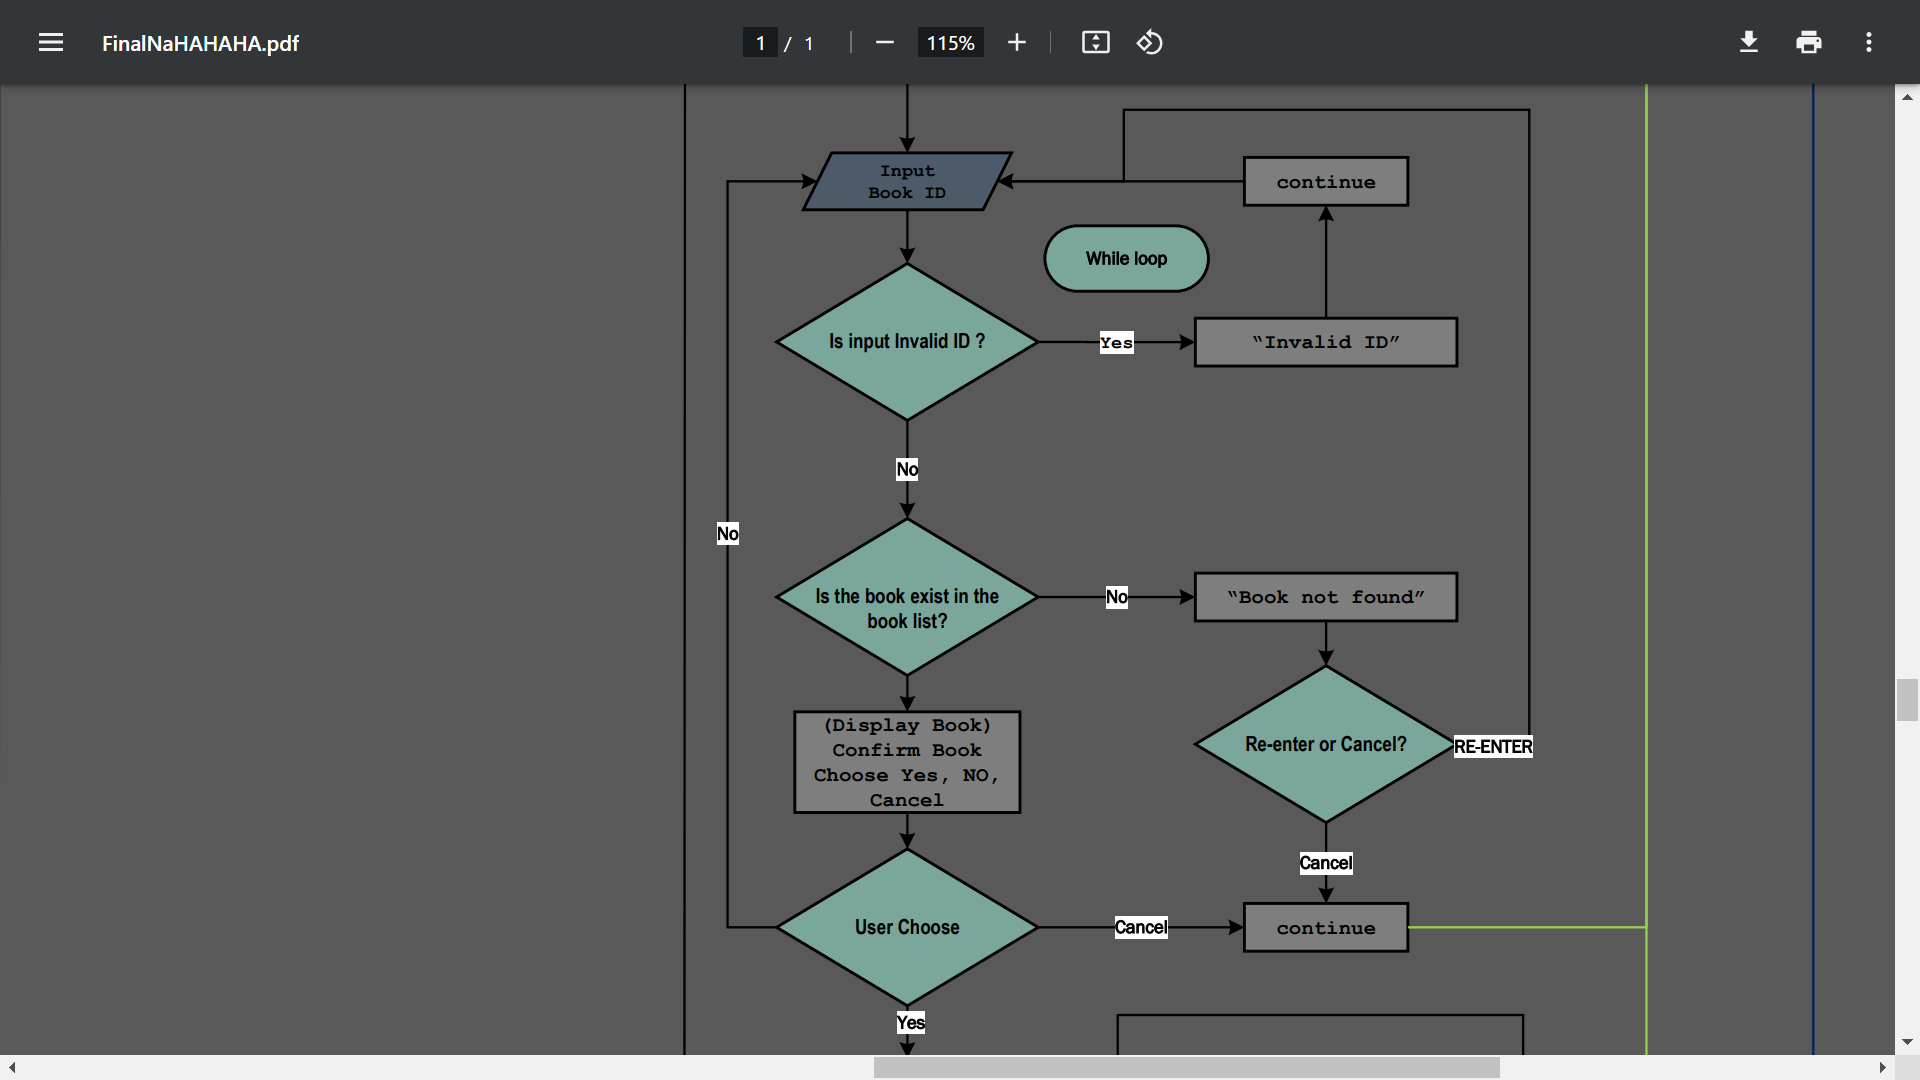 FinalNaHAHAHA.pdf
1 / 1
115%
Input
Book ID
continue
While loop
Is input Invalid ID ?
Yes
“Invalid ID”
No
No
Is the book exist in the
book list?
No
“Book not found”
(Display Book)
Confirm Book
Choose Yes, NO,
Cancel
Re-enter or Cancel?
RE-ENTER
Cancel
User Choose
Cancel
continue
Yes